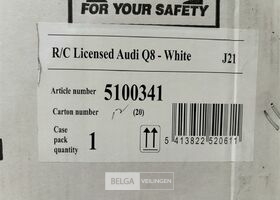 FOR YOUR SAFETY
R/C Licensed Audi Q8 - White J21
Article number 5100341
Carton number 12 (20)
Case
pack 1
quantity
5 413822 520611
BELGA VEILINGEN